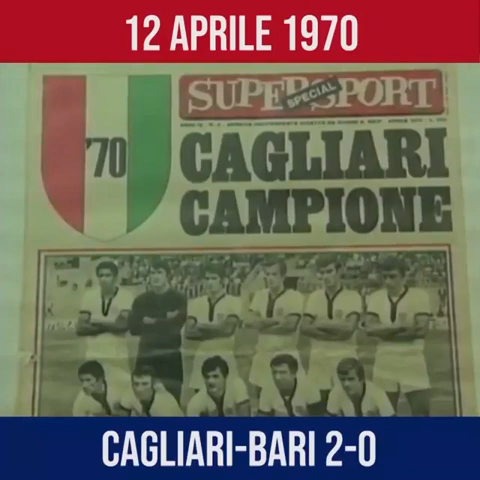 12 APRILE 1970
SUPERSPORT
SPECIAL
'70
CAGLIARI
CAMPIONE
CAGLIARI-BARI 2-0